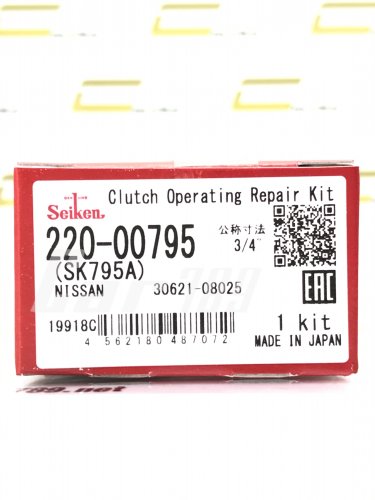 Seiken
Clutch Operating Repair Kit
220-00795
公称寸法
3/4"
(SK795A)
NISSAN 30621-08025
EAC
19918C
4 562180 487072
1 kit
MADE IN JAPAN